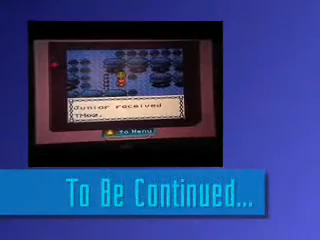 Junior received
TM02.
To Menu
To Be Continued...